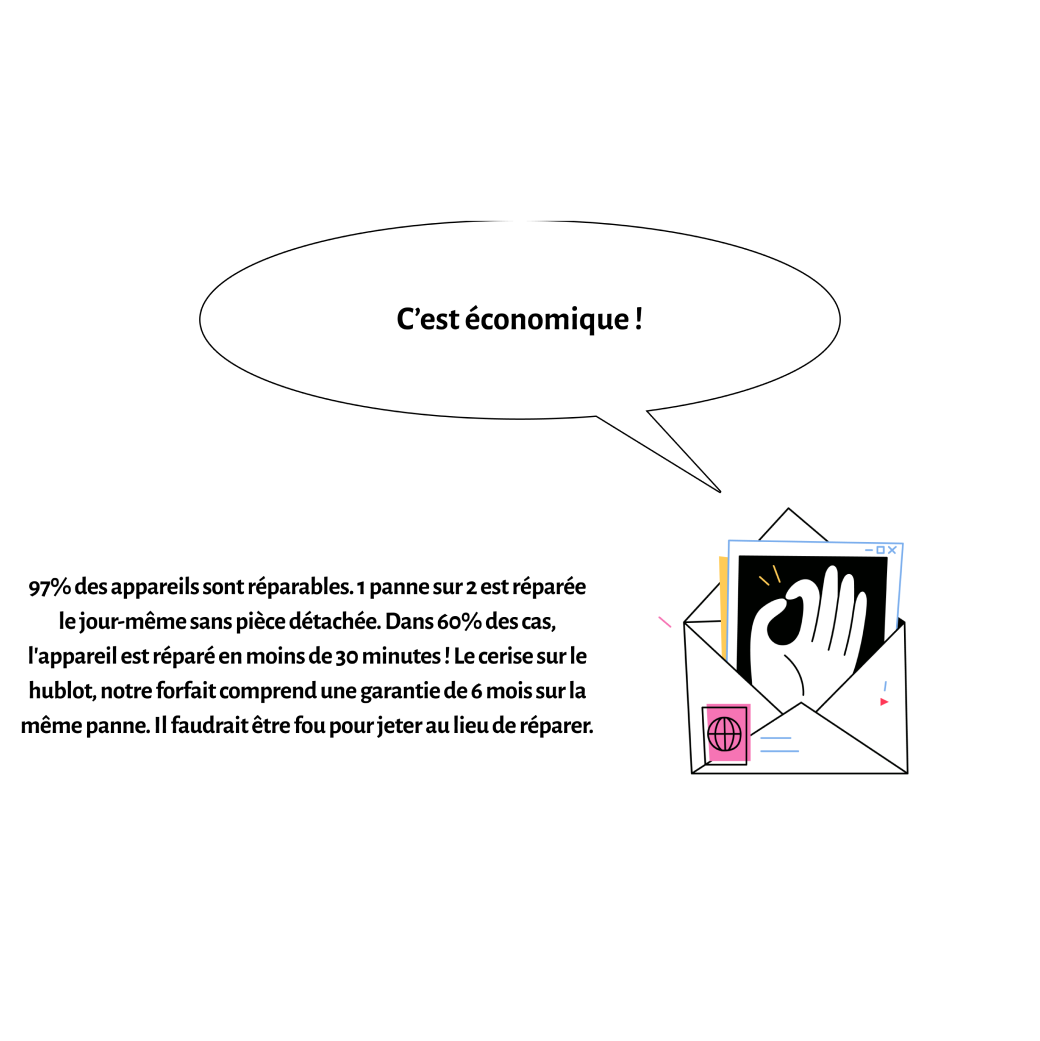 C’est économique !
97% des appareils sont réparables. 1 panne sur 2 est réparée
le jour-même sans pièce détachée. Dans 60% des cas,
l'appareil est réparé en moins de 30 minutes ! Le cerise sur le
hublot, notre forfait comprend une garantie de 6 mois sur la
même panne. Il faudrait être fou pour jeter au lieu de réparer.